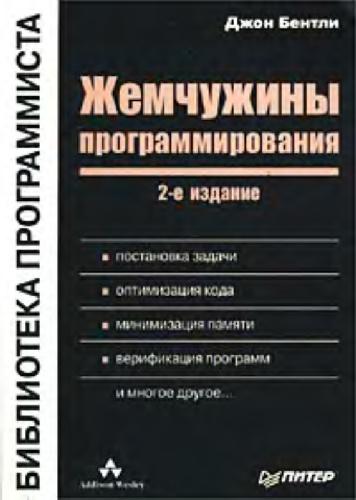 Джон Бентли
БИБЛИОТЕКА ПРОГРАММИСТА
Жемчужины
программирования
2-е издание
постановка задачи
оптимизация кода
минимизация памяти
верификация программ
и многое другое...
Addison-Wesley
ПИТЕР